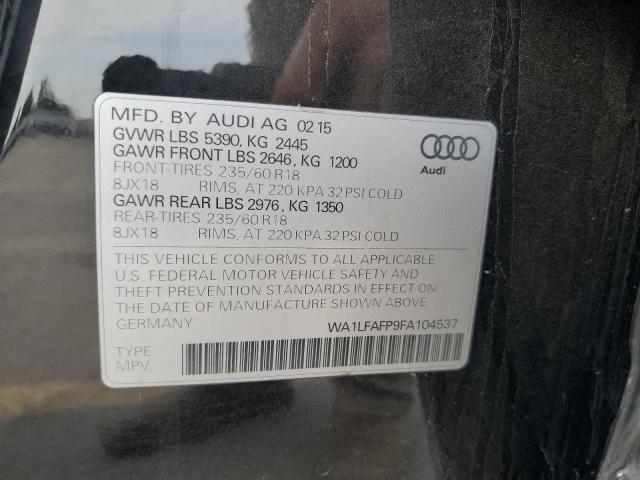 MFD. BY AUDI AG 02 15
GVWR LBS 5390, KG 2445
GAWR FRONT LBS 2646, KG 1200
FRONT-TIRES 235/60 R18
8JX18 RIMS, AT 220 KPA 32 PSI COLD
GAWR REAR LBS 2976, KG 1350
REAR-TIRES 235/60 R18
8JX18 RIMS, AT 220 KPA 32 PSI COLD
Audi
THIS VEHICLE CONFORMS TO ALL APPLICABLE
U.S. FEDERAL MOTOR VEHICLE SAFETY AND
THEFT PREVENTION STANDARDS IN EFFECT ON
THE DATE OF MANUFACTURE SHOWN ABOVE.
GERMANY
WA1LFAFP9FA104537
TYPE
MPV